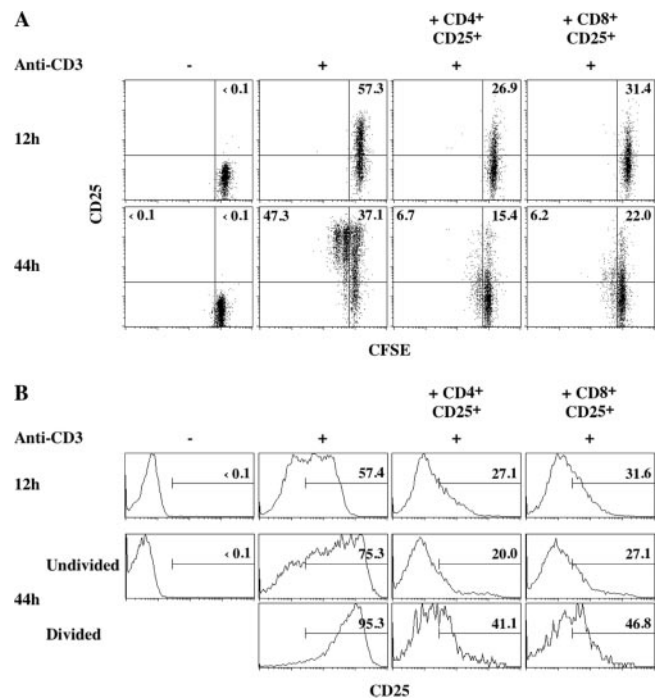 A
+ CD4+ + CD8+
CD25+ CD25+
Anti-CD3 - + + +
12h
‹ 0.1 57.3 26.9 31.4
CD25
44h
‹ 0.1 ‹ 0.1 47.3 37.1 6.7 15.4 6.2 22.0
CFSE
B
+ CD4+ + CD8+
CD25+ CD25+
Anti-CD3 - + + +
12h ‹ 0.1 57.4 27.1 31.6
Undivided ‹ 0.1 75.3 20.0 27.1
44h
Divided 95.3 41.1 46.8
CD25